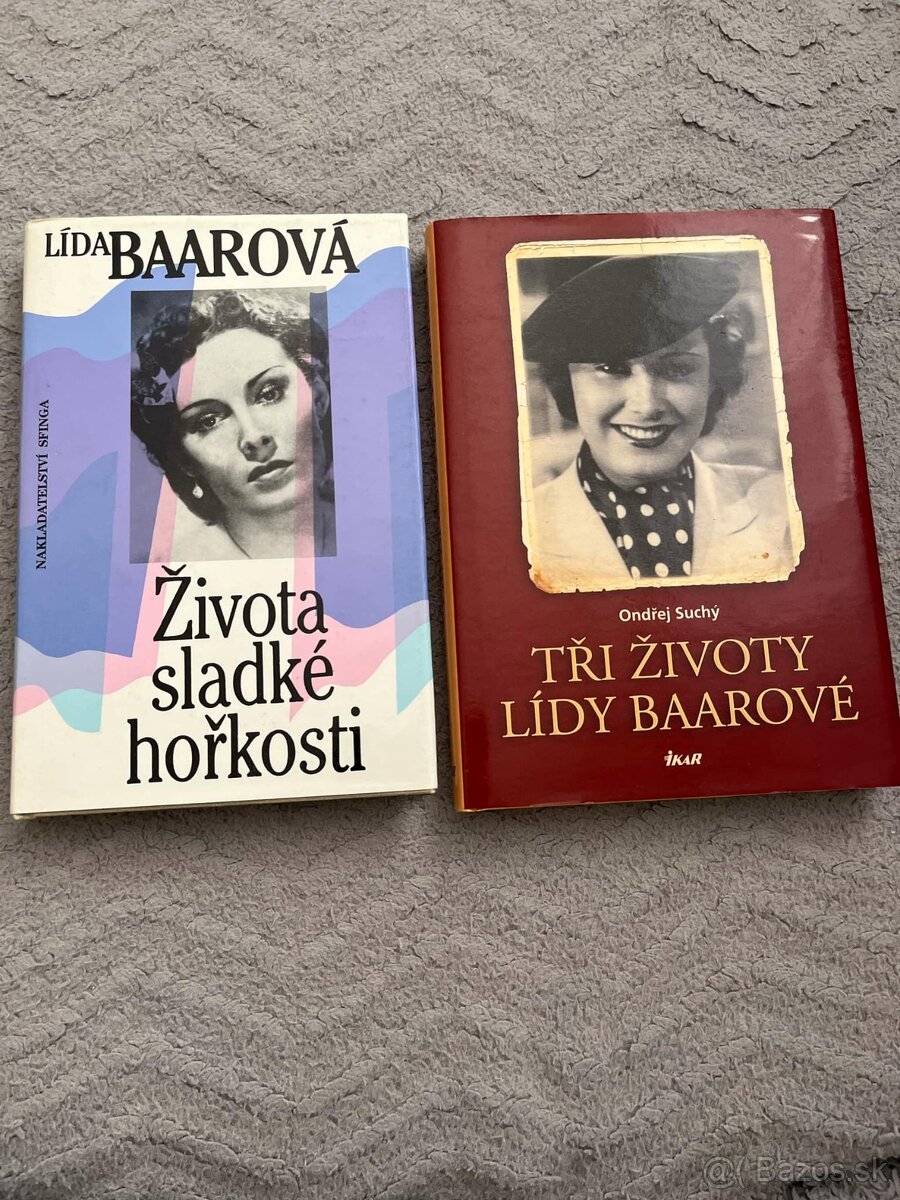 LÍDA BAAROVÁ
NAKLADATELSTVÍ SFINGA
Života
sladké
hořkosti
Ondřej Suchý
TŘI ŽIVOTY
LÍDY BAAROVÉ
IKAR
@( Bazos.sk